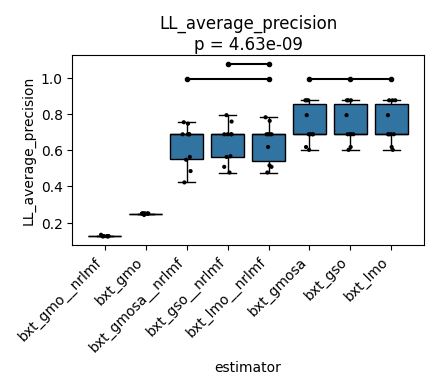 LL_average_precision
p = 4.63e-09
LL_average_precision
1.0
0.8
0.6
0.4
0.2
bxt_gmo__nrlmf
bxt_gmo
bxt_gmosa__nrlmf
bxt_gso__nrlmf
bxt_lmo__nrlmf
bxt_gmosa
bxt_gso
bxt_lmo
estimator